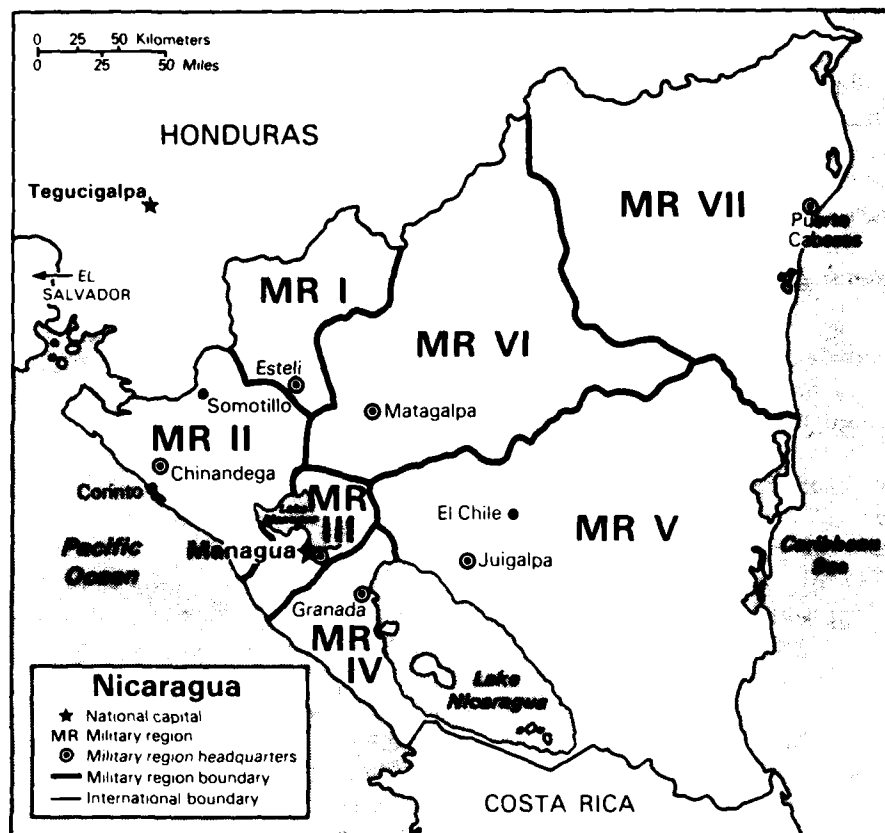 0 25 50 Kilometers
0 25 50 Miles
HONDURAS
Tegucigalpa
MR VII
Puerto
Cabezas
EL
SALVADOR
MR I
MR VI
Esteli
Somotillo
Matagalpa
MR II
Chinandega
Corinto
MR
III
Lake
Managua
El Chile
MR V
Pacific
Ocean
Managua
Juigalpa
Caribbean
Sea
Granada
MR
IV
Lake
Nicaragua
Nicaragua
National capital
MR Military region
Military region headquarters
Military region boundary
International boundary
COSTA RICA